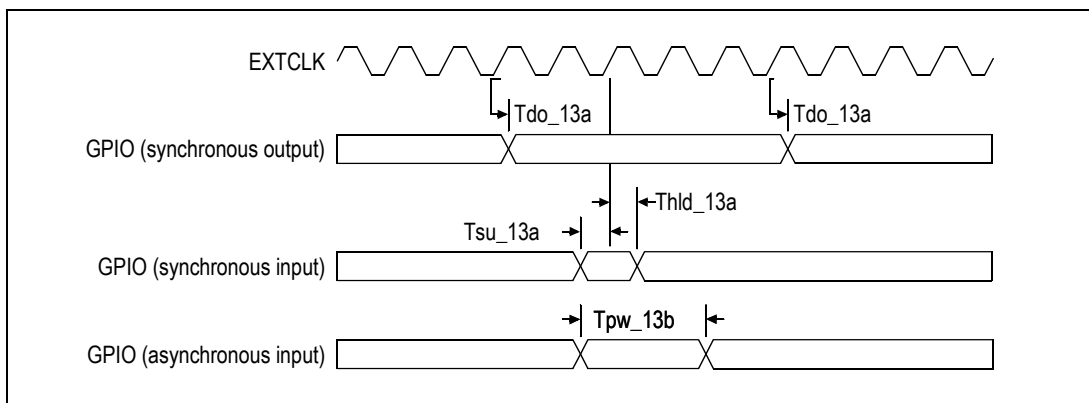 EXTCLK
Tdo_13a Tdo_13a
GPIO (synchronous output)
Thld_13a
Tsu_13a
GPIO (synchronous input)
Tpw_13b
GPIO (asynchronous input)